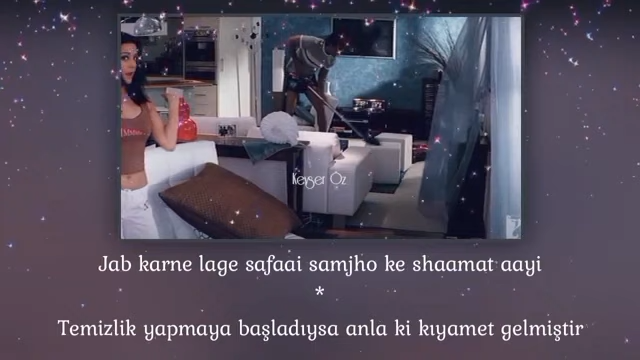 Keyser Öz
Jab karne lage safaai samjho ke shaamat aayi
*
Temizlik yapmaya başladıysa anla ki kıyamet gelmiştir